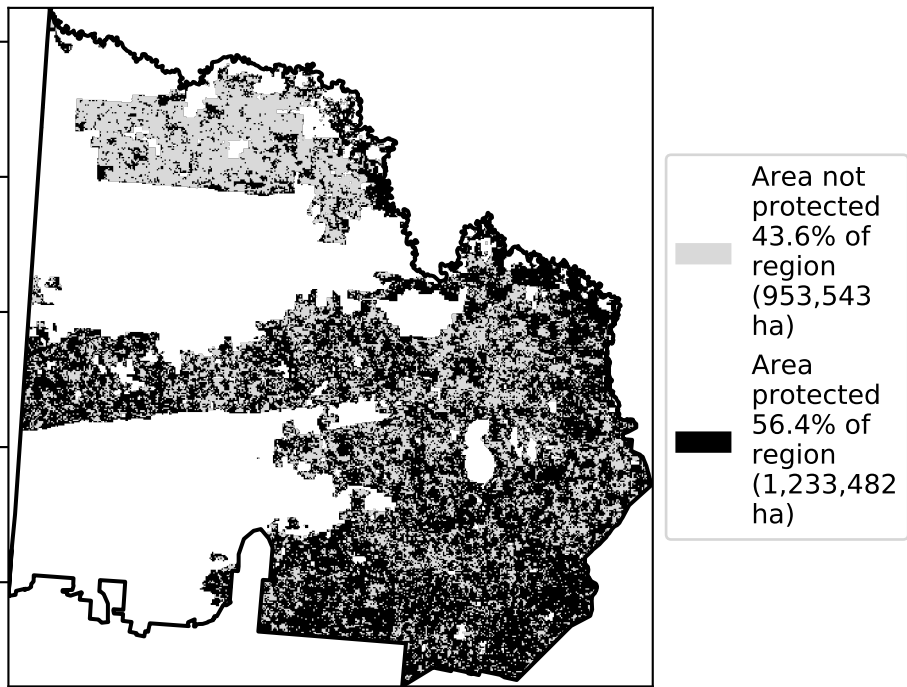 Area not
protected
43.6% of
region
(953,543
ha)
Area
protected
56.4% of
region
(1,233,482
ha)